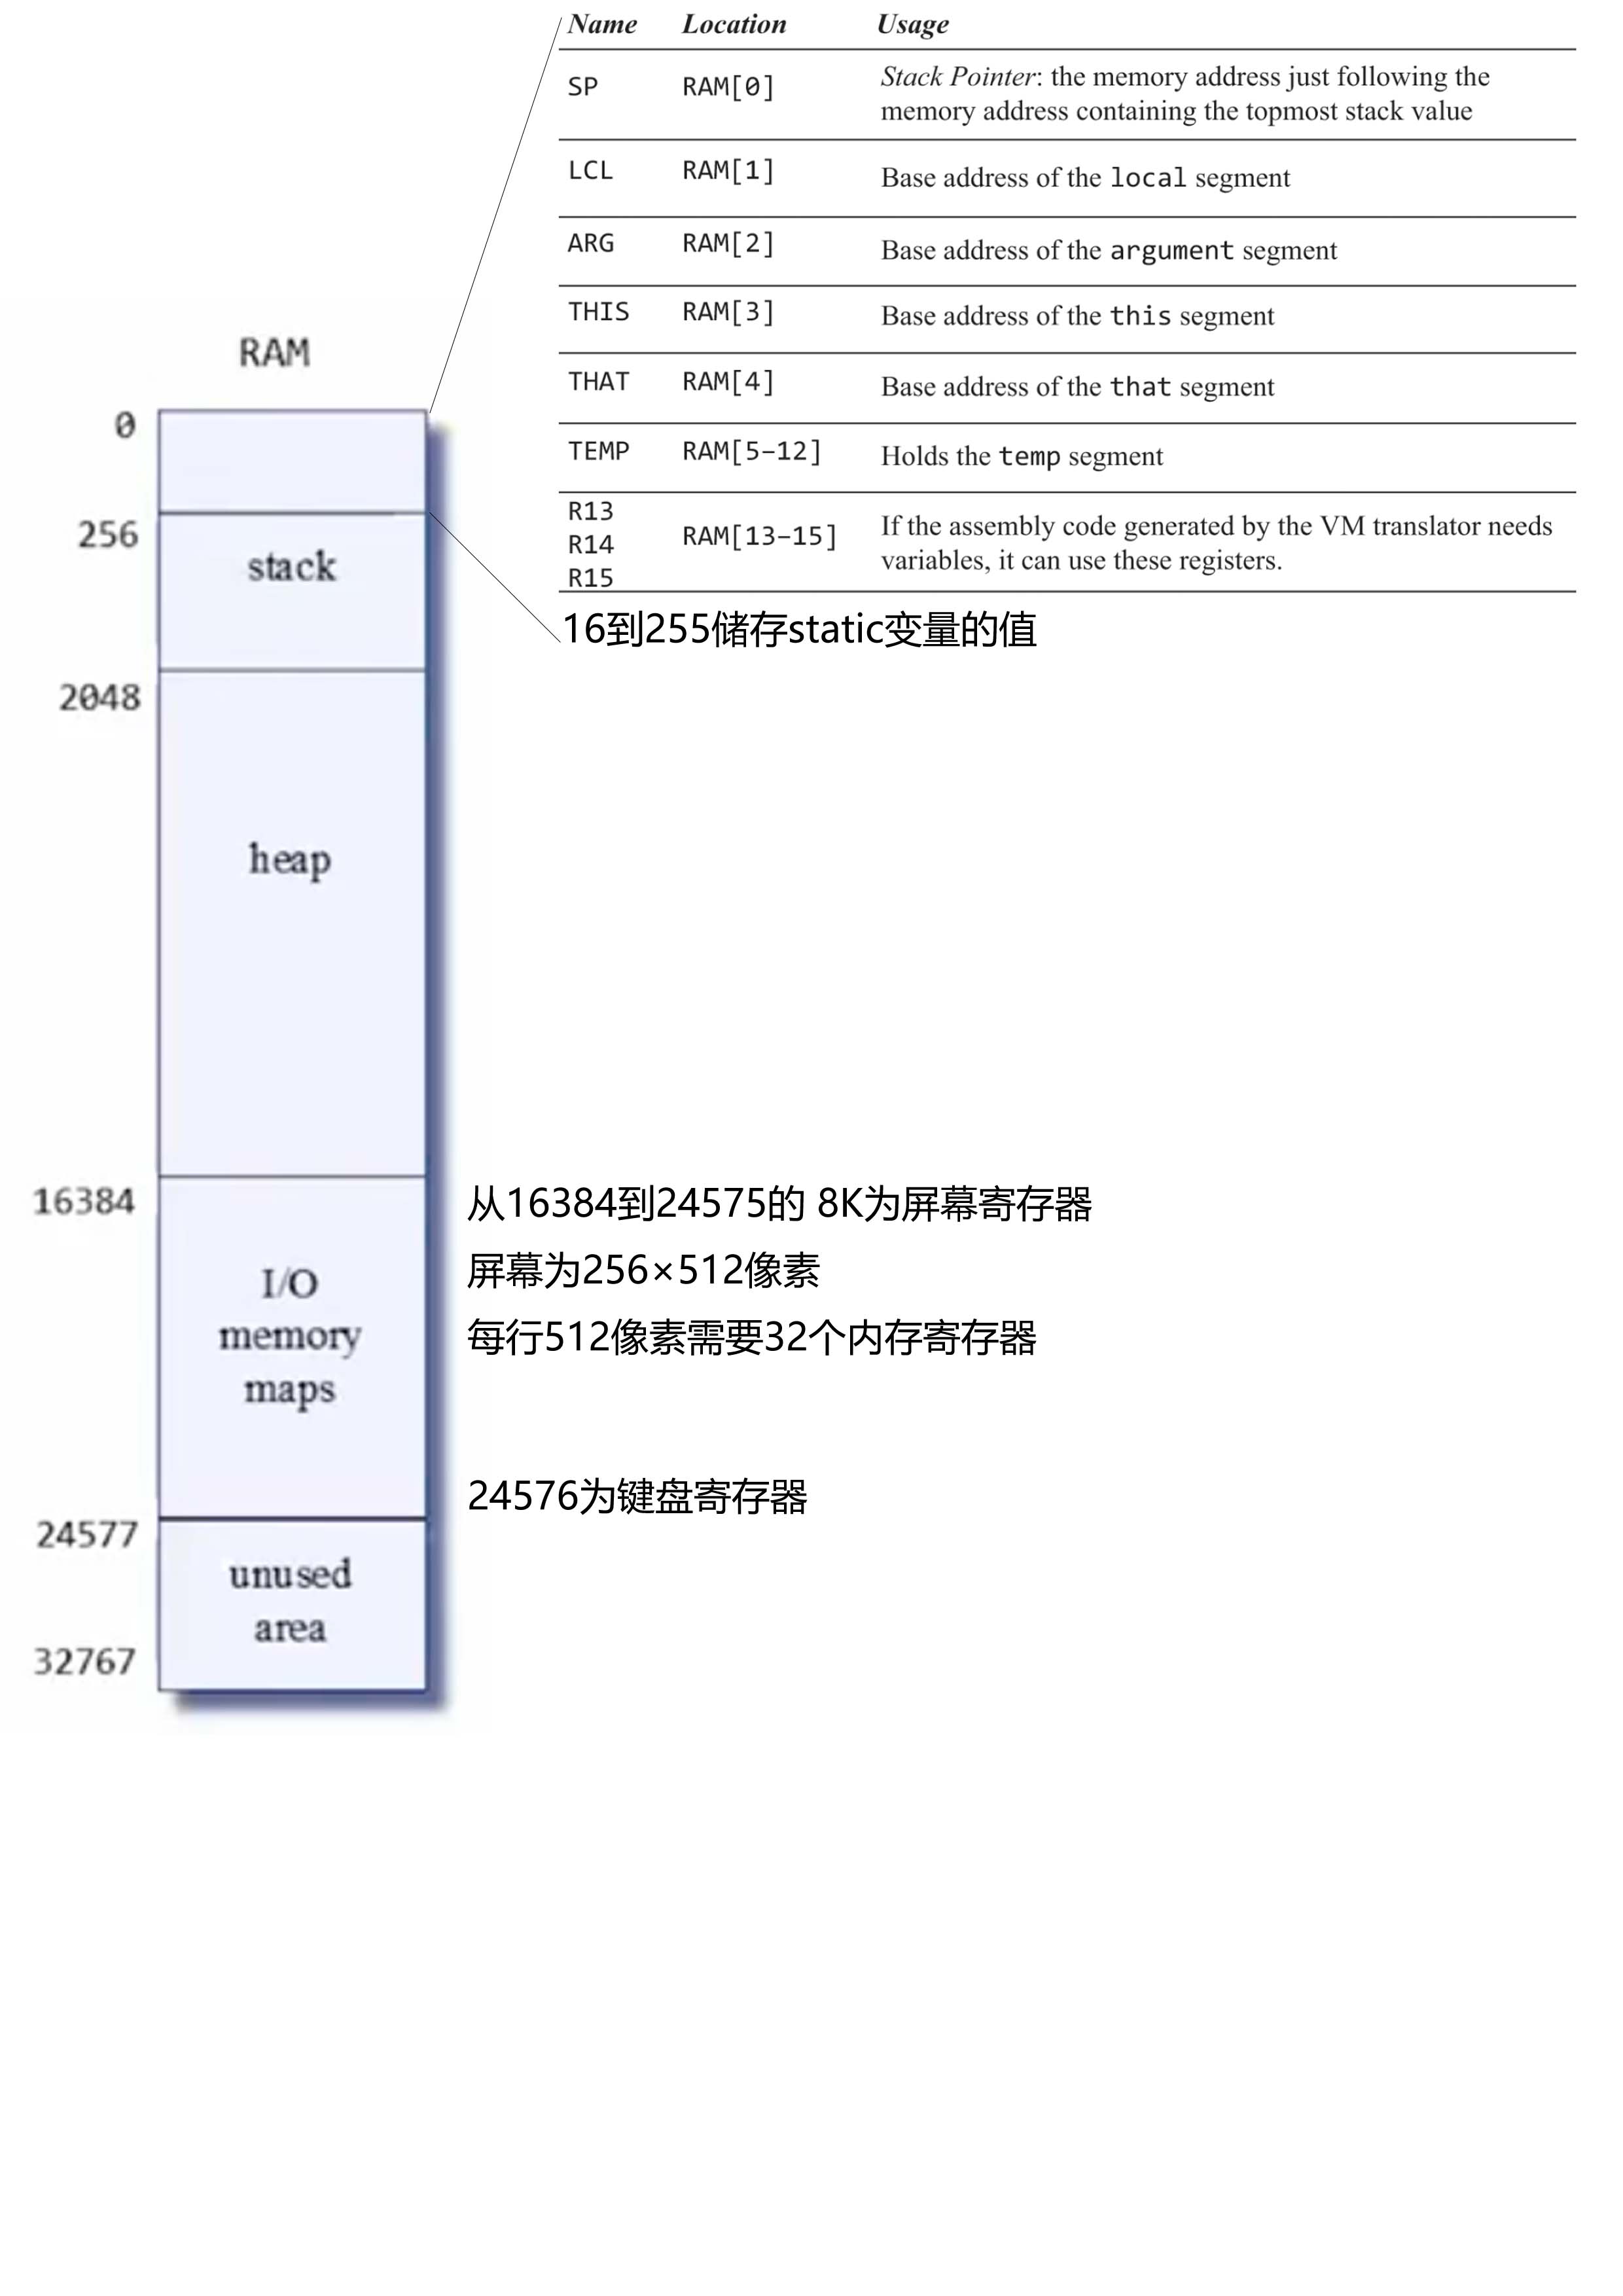 Name Location Usage
SP RAM[0] Stack Pointer: the memory address just following the
memory address containing the topmost stack value
LCL RAM[1] Base address of the local segment
ARG RAM[2] Base address of the argument segment
THIS RAM[3] Base address of the this segment
THAT RAM[4] Base address of the that segment
TEMP RAM[5–12] Holds the temp segment
R13
R14
R15
RAM[13–15]
If the assembly code generated by the VM translator needs
variables, it can use these registers.
16到255储存static变量的值
RAM
0
256
stack
2048
heap
16384
从16384到24575的 8K为屏幕寄存器
屏幕为256×512像素
每行512像素需要32个内存寄存器
I/O
memory
maps
24576为键盘寄存器
24577
unused
area
32767